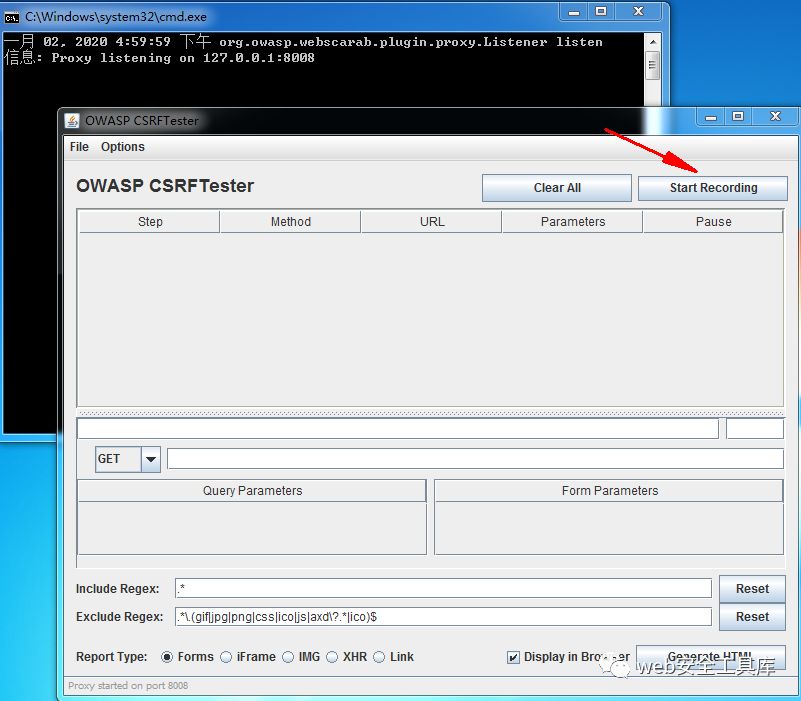 C:\Windows\system32\cmd.exe
一月 02, 2020 4:59:59 下午 org.owasp.webscarab.plugin.proxy.Listener listen
信息: Proxy listening on 127.0.0.1:8008
OWASP CSRFTester
File Options
OWASP CSRFTester
Clear All Start Recording
Step Method URL Parameters Pause
GET
Query Parameters Form Parameters
Include Regex: .* Reset
Exclude Regex: .*\.(gif|jpg|png|css|ico|js|axd\?.*|ico)$ Reset
Report Type: Forms iFrame IMG XHR Link Display in Browser Generate HTML
web安全工具库
Proxy started on port 8008